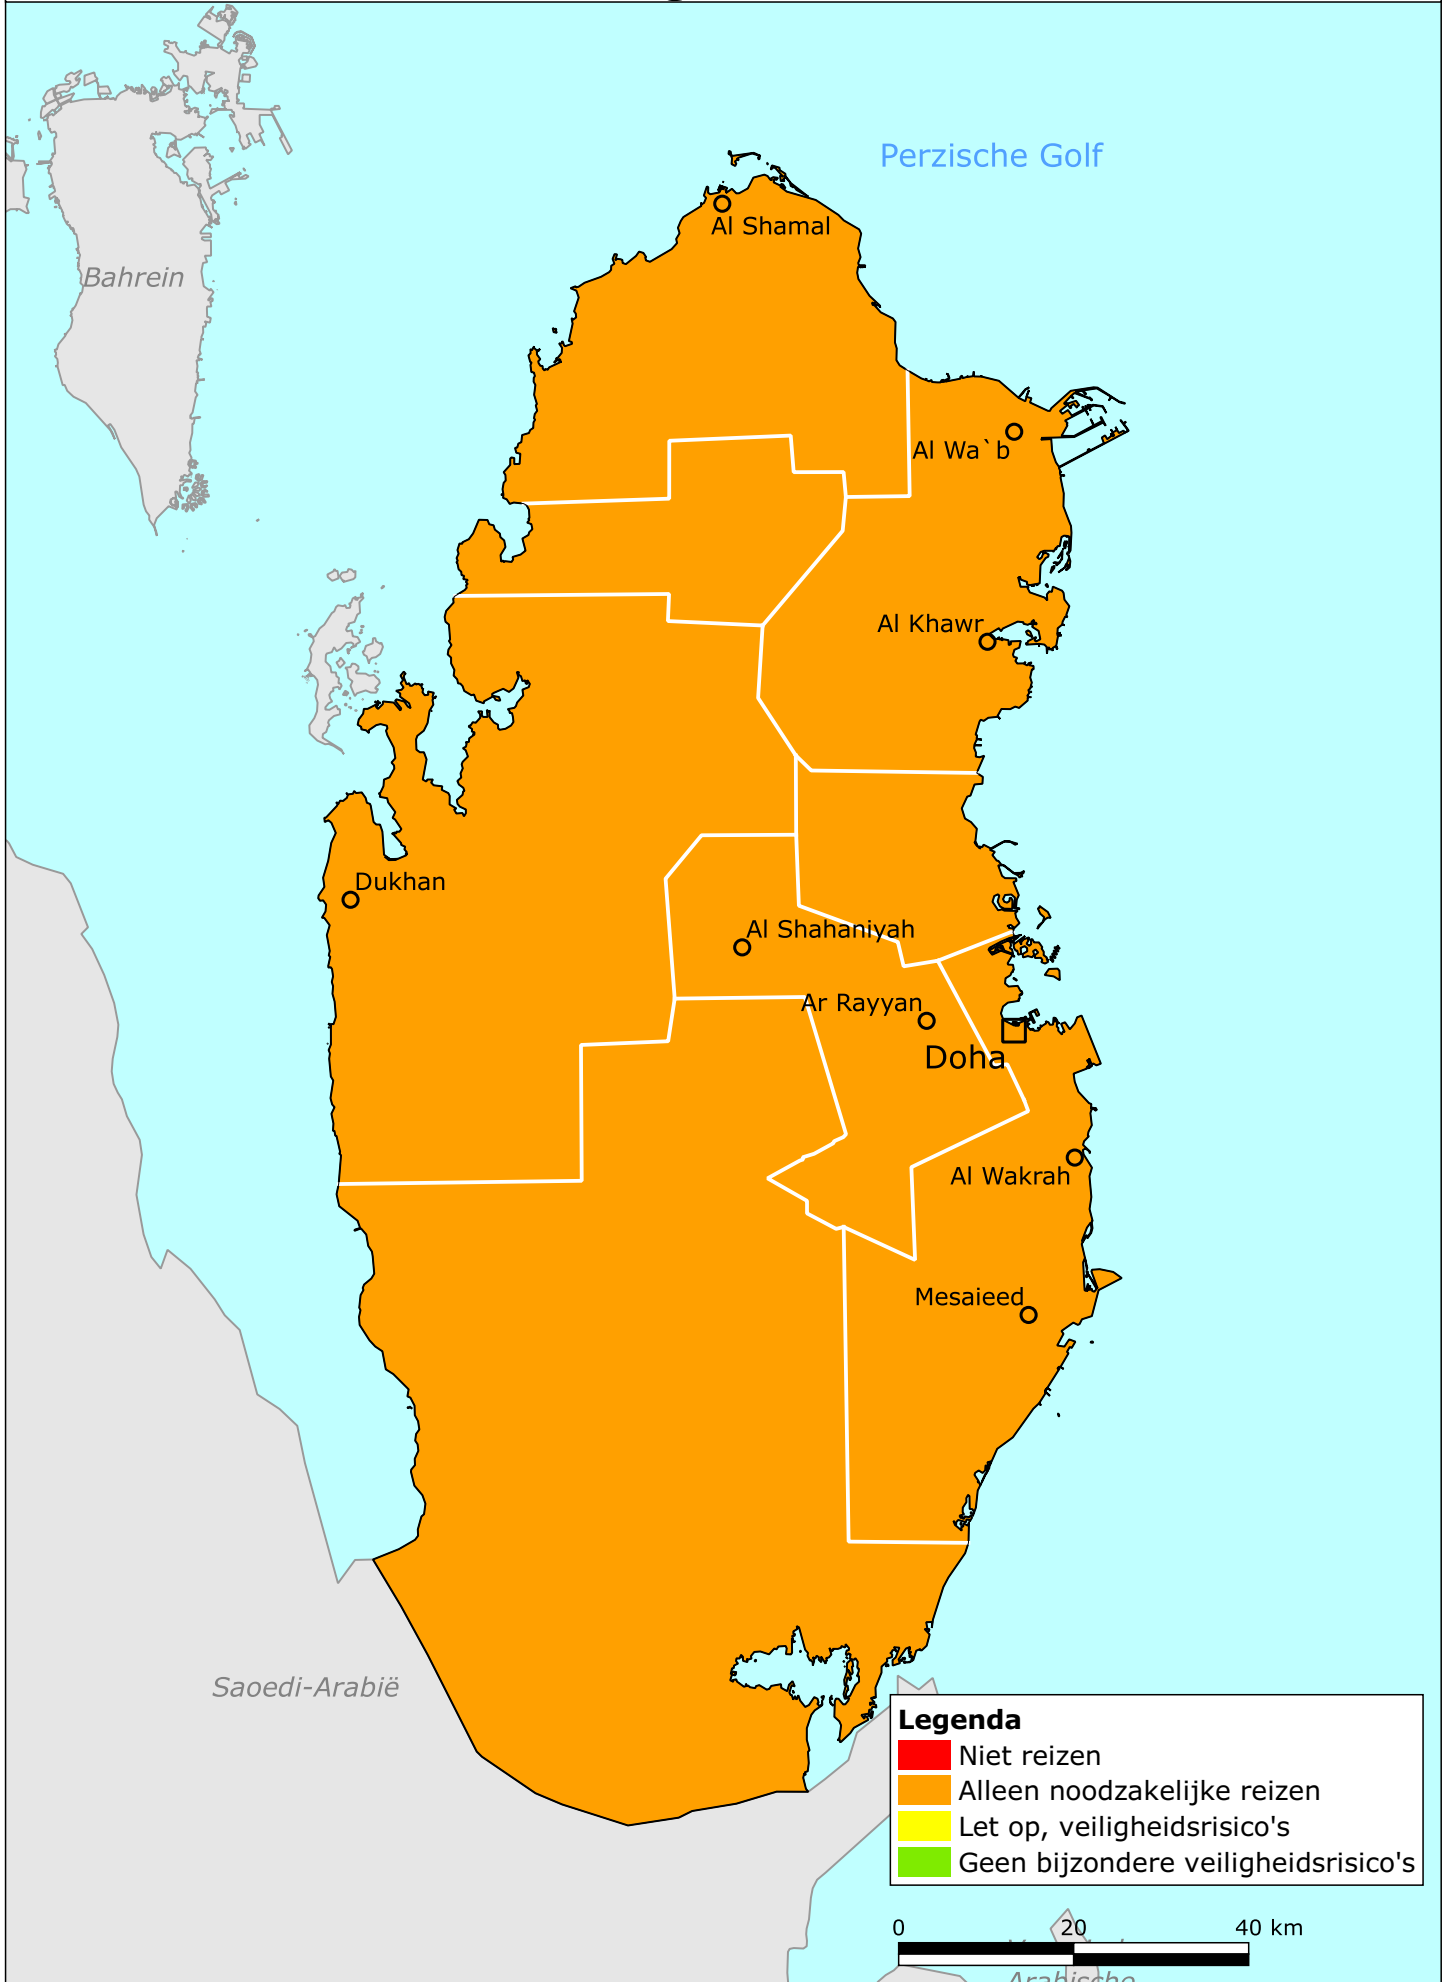 Perzische Golf
Al Shamal
Bahrein
Al Wa`b
Al Khawr
Dukhan
Al Shahaniyah
Ar Rayyan
Doha
Al Wakrah
Mesaieed
Saoedi-Arabië
Legenda
Niet reizen
Alleen noodzakelijke reizen
Let op, veiligheidsrisico's
Geen bijzondere veiligheidsrisico's
0 20 40 km
Arabische